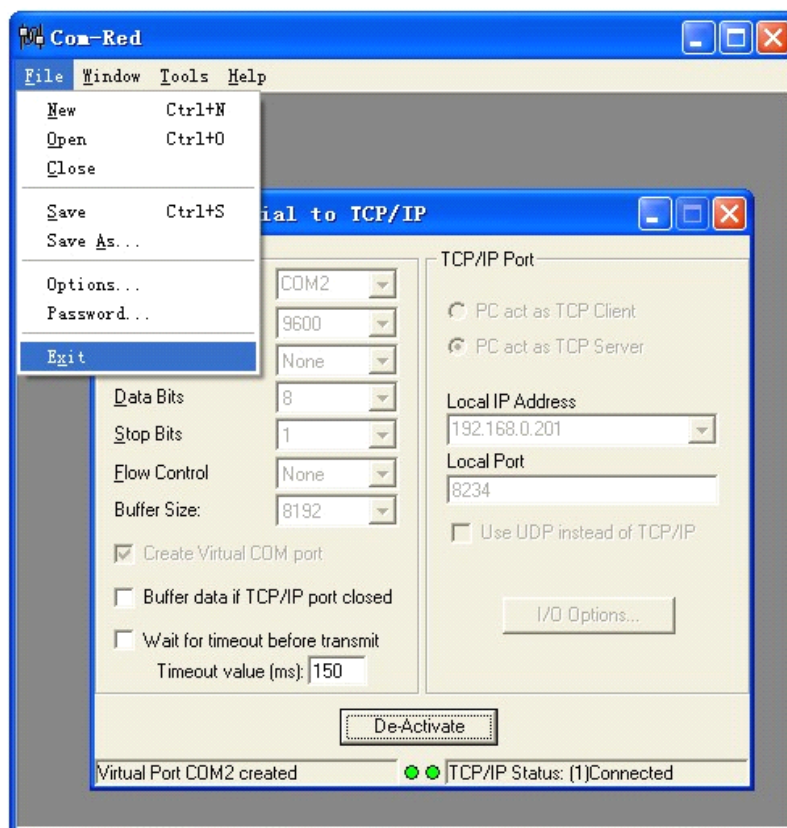 Com-Red
File Window Tools Help
New Ctrl+N
Open Ctrl+O
Close
Save Ctrl+S
Save As...
Options...
Password...
Exit
ial to TCP/IP
COM2
9600
None
Data Bits 8
Stop Bits 1
Flow Control None
Buffer Size: 8192
Create Virtual COM port
Buffer data if TCP/IP port closed
Wait for timeout before transmit
Timeout value (ms): 150
TCP/IP Port
PC act as TCP Client
PC act as TCP Server
Local IP Address
192.168.0.201
Local Port
8234
Use UDP instead of TCP/IP
I/O Options...
De-Activate
Virtual Port COM2 created TCP/IP Status: (1)Connected